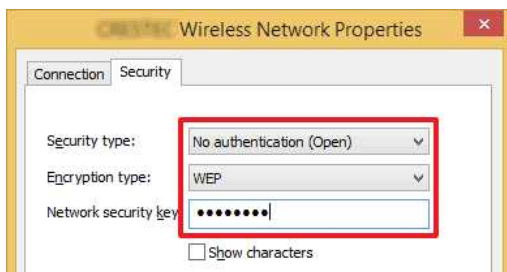 Wireless Network Properties
Connection Security
Security type: No authentication (Open)
Encryption type: WEP
Network security key ••••••••
Show characters